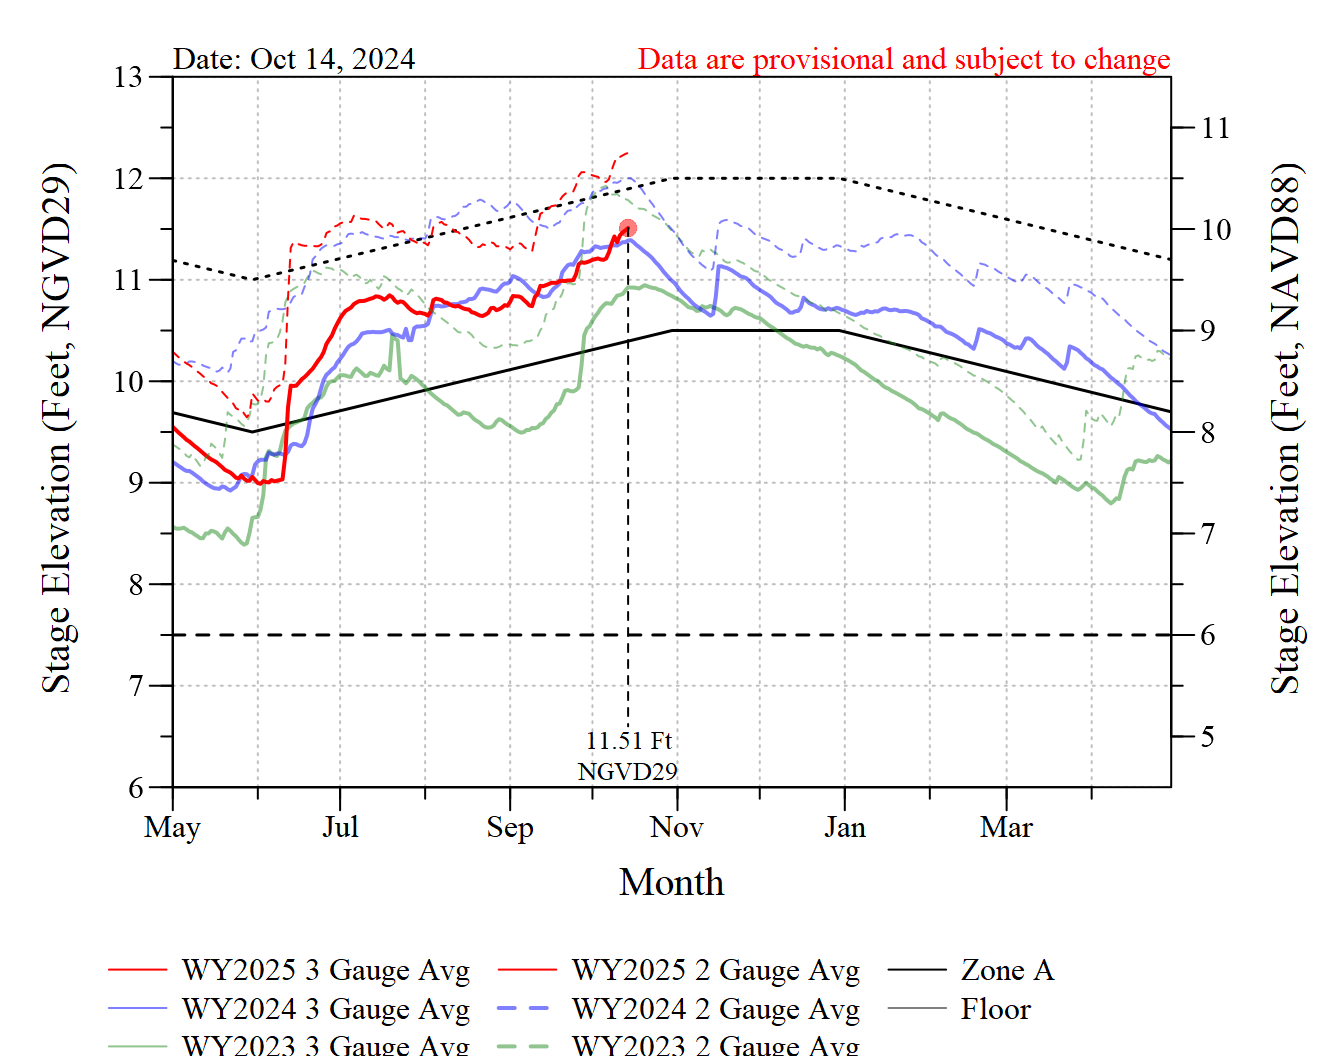 Date: Oct 14, 2024
Data are provisional and subject to change
13
12
11
10
9
8
7
6
Stage Elevation (Feet, NGVD29)
11
10
9
8
7
6
5
Stage Elevation (Feet, NAVD88)
11.51 Ft
NGVD29
May Jul Sep Nov Jan Mar
Month
WY2025 3 Gauge Avg WY2025 2 Gauge Avg Zone A
WY2024 3 Gauge Avg WY2024 2 Gauge Avg Floor
WY2023 3 Gauge Avg WY2023 2 Gauge Avg